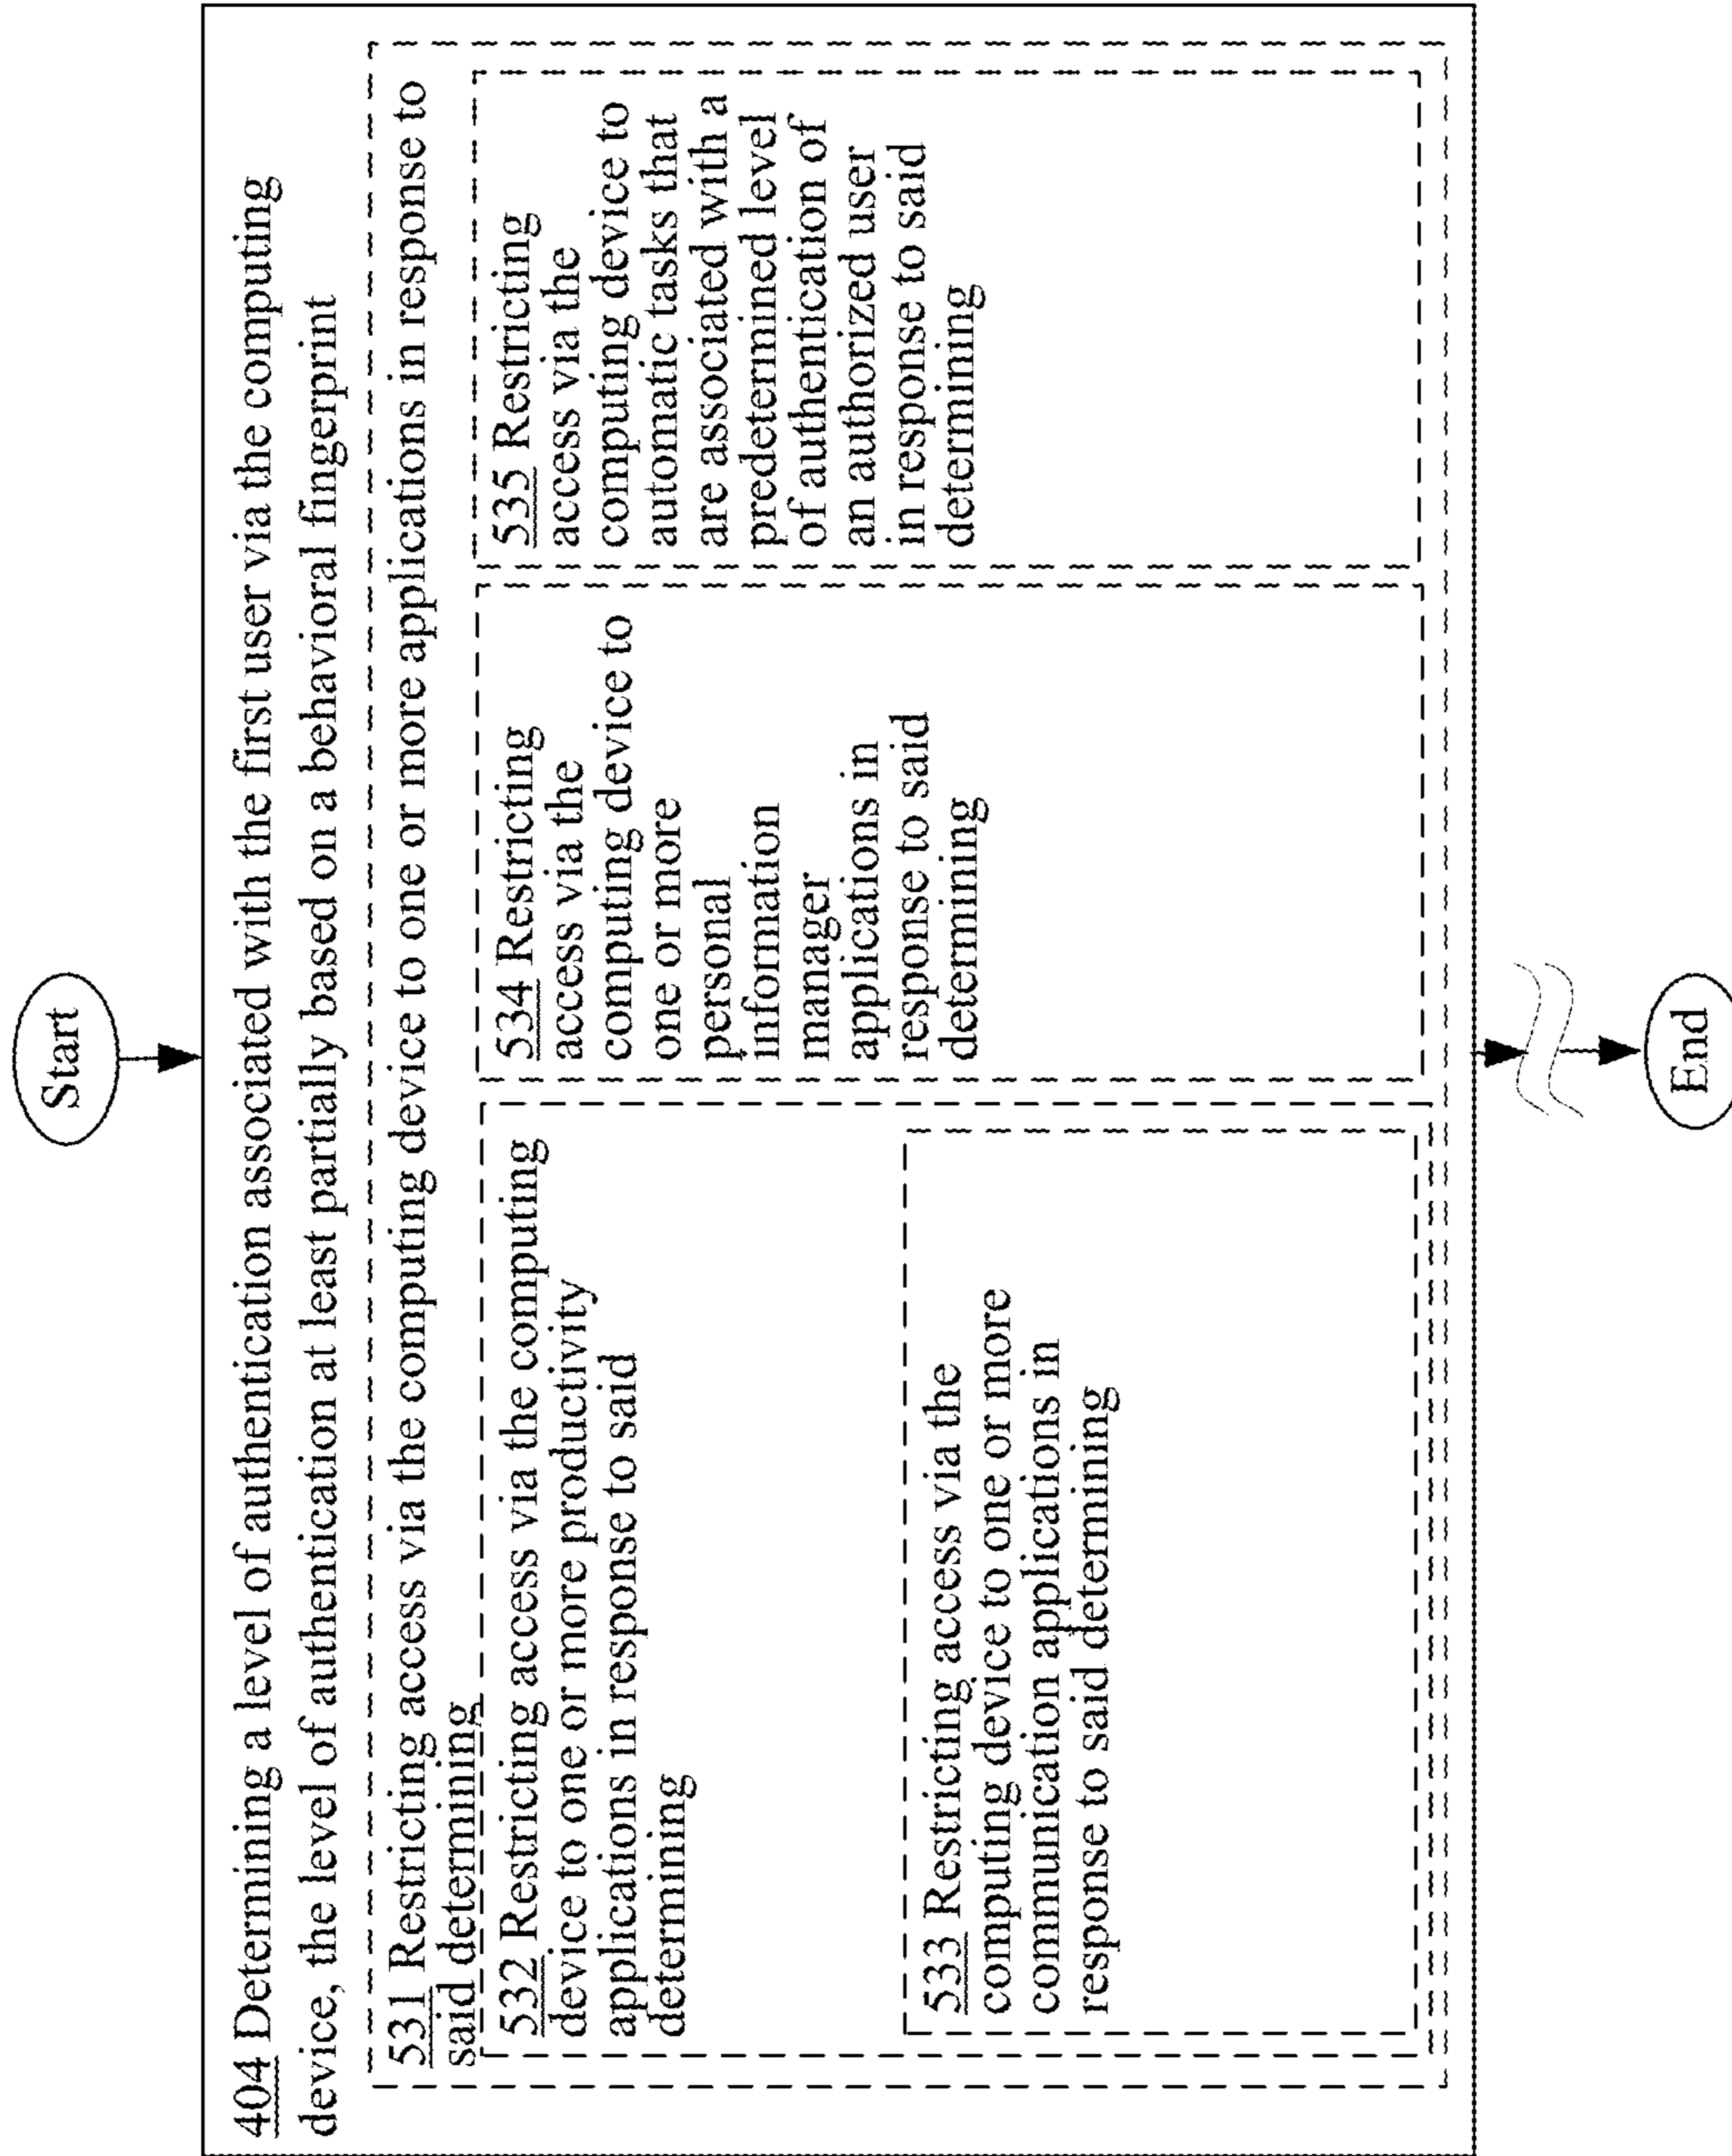 Start
404 Determining a level of authentication associated with the first user via the computing
device, the level of authentication at least partially based on a behavioral fingerprint
531 Restricting access via the computing device to one or more applications in response to
said determining
532 Restricting access via the computing
device to one or more productivity
applications in response to said
determining
533 Restricting access via the
computing device to one or more
communication applications in
response to said determining
534 Restricting
access via the
computing device to
one or more
personal
information
manager
applications in
response to said
determining
535 Restricting
access via the
computing device to
automatic tasks that
are associated with a
predetermined level
of authentication of
an authorized user
in response to said
determining
End